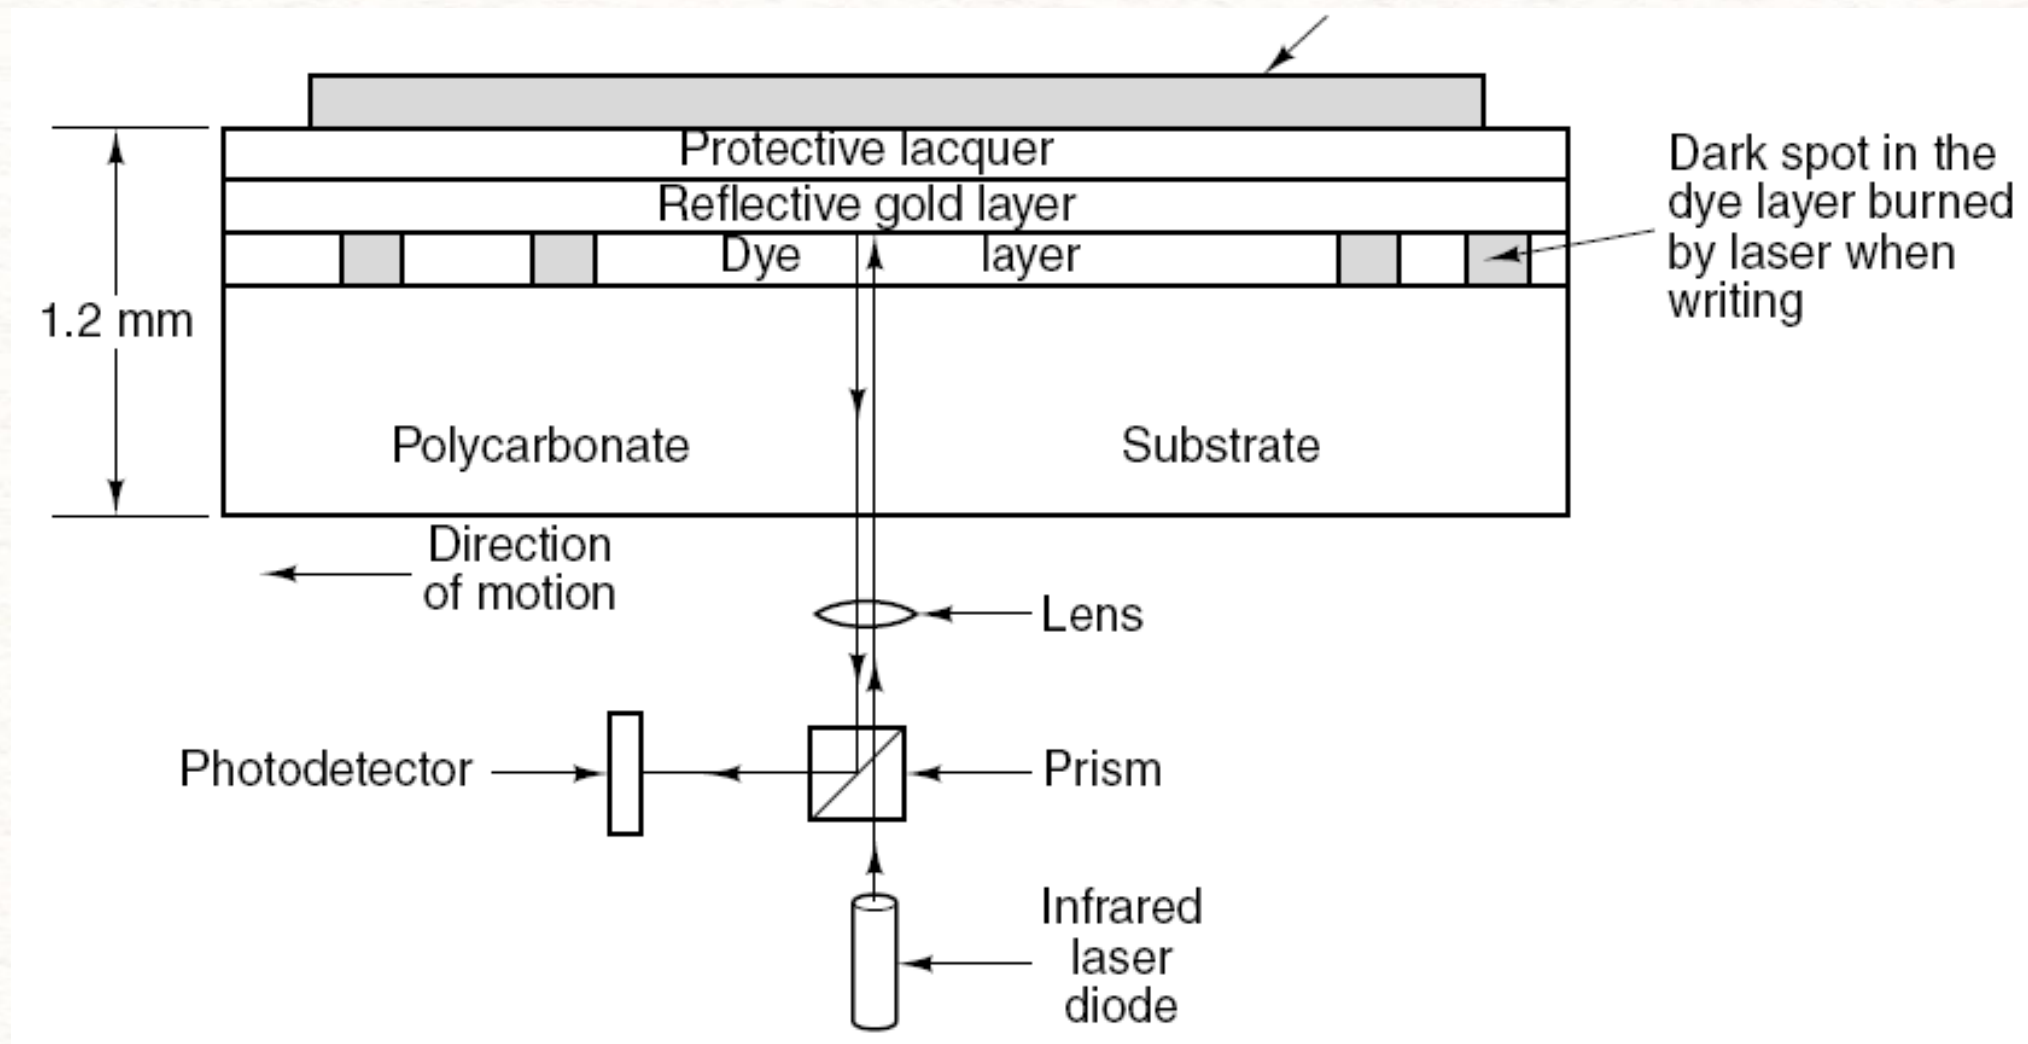 Protective lacquer
Reflective gold layer
Dye layer
Dark spot in the
dye layer burned
by laser when
writing
1.2 mm
Polycarbonate Substrate
Direction
of motion
Lens
Photodetector
Prism
Infrared
laser
diode